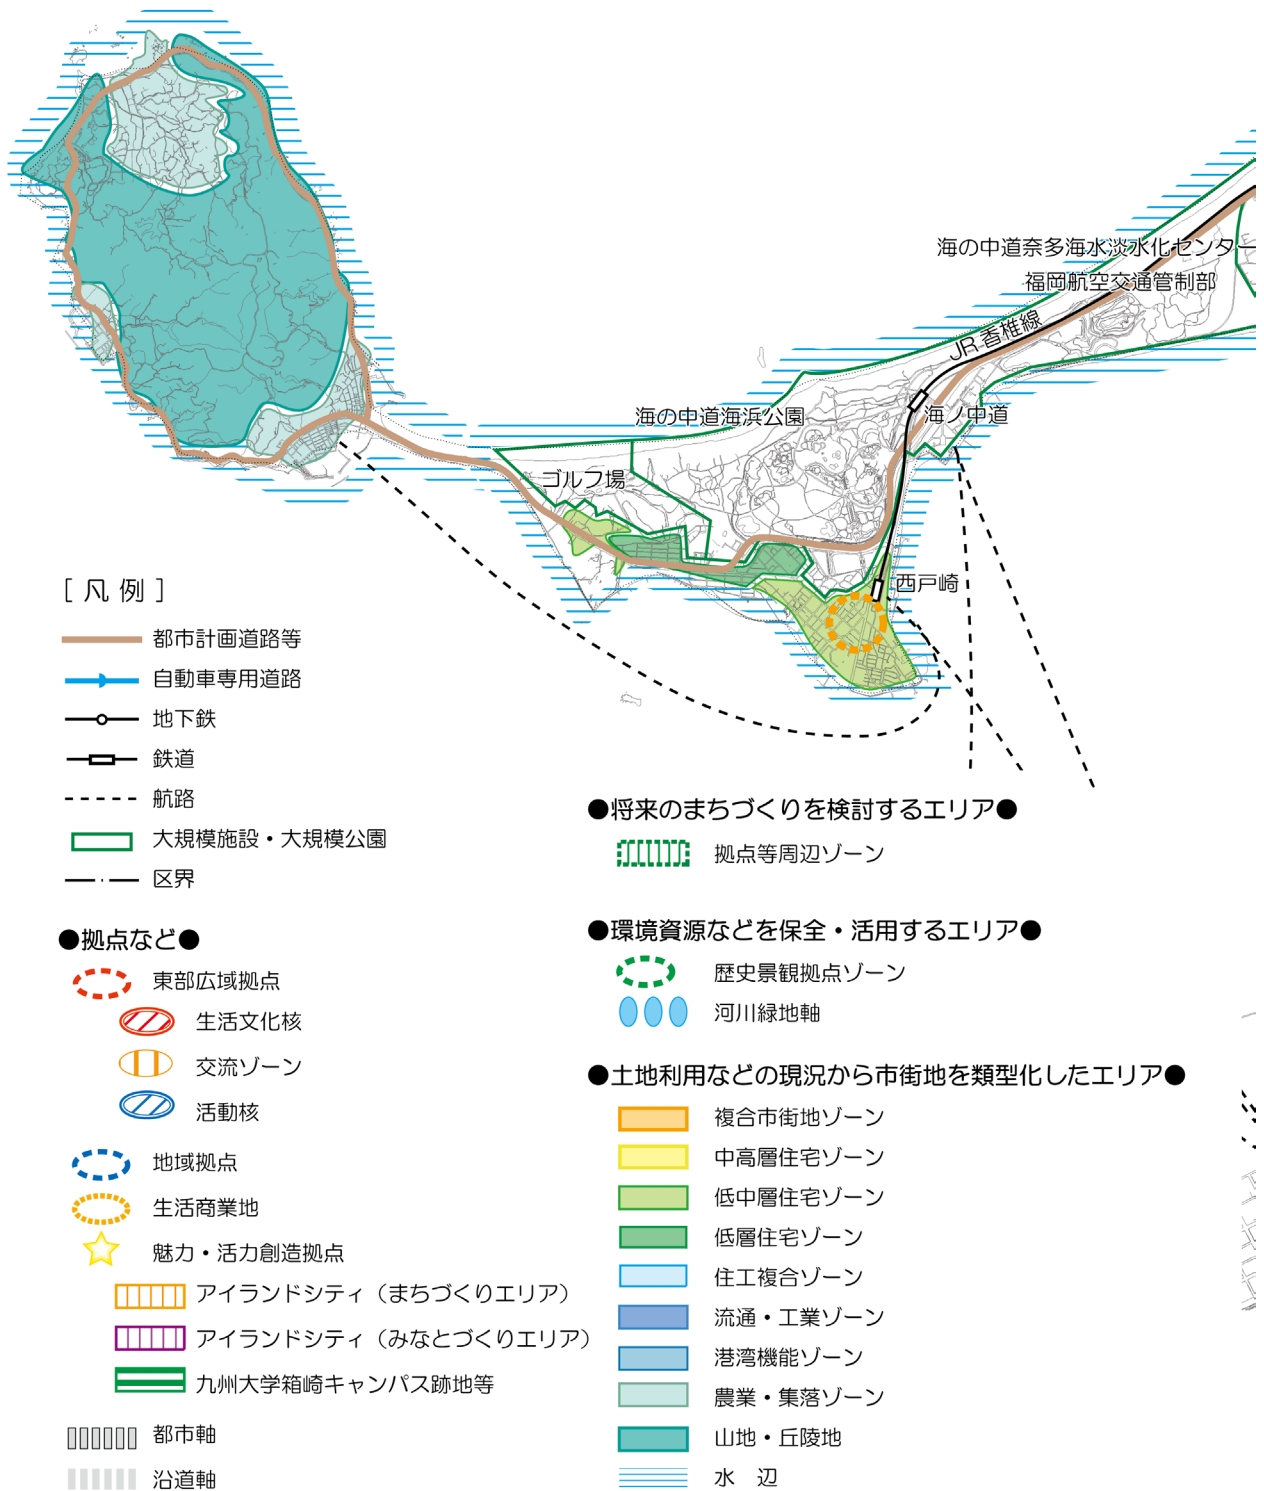 海の中道奈多海水淡水化センター
福岡航空交通管制部
JR香椎線
海の中道海浜公園
海ノ中道
ゴルフ場
西戸崎
[凡例]
都市計画道路等
自動車専用道路
地下鉄
鉄道
航路
大規模施設・大規模公園
区界
●拠点など●
東部広域拠点
生活文化核
交流ゾーン
活動核
地域拠点
生活商業地
魅力・活力創造拠点
アイランドシティ（まちづくりエリア）
アイランドシティ（みなとづくりエリア）
九州大学箱崎キャンパス跡地等
都市軸
沿道軸
●将来のまちづくりを検討するエリア●
拠点等周辺ゾーン
●環境資源などを保全・活用するエリア●
歴史景観拠点ゾーン
河川緑地軸
●土地利用などの現況から市街地を類型化したエリア●
複合市街地ゾーン
中高層住宅ゾーン
低中層住宅ゾーン
低層住宅ゾーン
住工複合ゾーン
流通・工業ゾーン
港湾機能ゾーン
農業・集落ゾーン
山地・丘陵地
水　辺